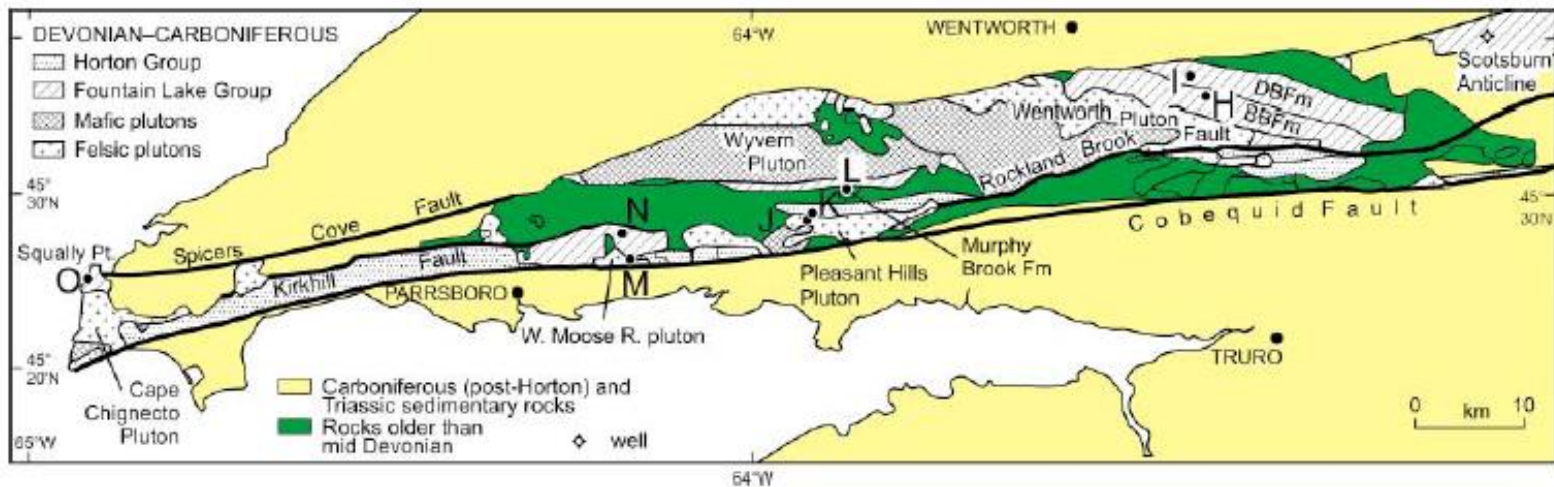 DEVONIAN–CARBONIFEROUS
Horton Group
Fountain Lake Group
Mafic plutons
Felsic plutons
64°W
WENTWORTH
Scotsburn
Anticline
I
H
DBFm
BBFm
Wentworth
Pluton
Fault
Rockland Brook
Wyvern
Pluton
L
45°
30'N
45°
30'N
Cobequid Fault
N
K
J
Spicers Cove Fault
Squally Pt.
O
Kirkhill Fault
Murphy
Brook Fm
Pleasant Hills
Pluton
PARRSBORO
M
W. Moose R. pluton
TRURO
45°
20'N
Cape
Chignecto
Pluton
Carboniferous (post-Horton) and
Triassic sedimentary rocks
Rocks older than
mid Devonian
well
0 km 10
65°W
64°W